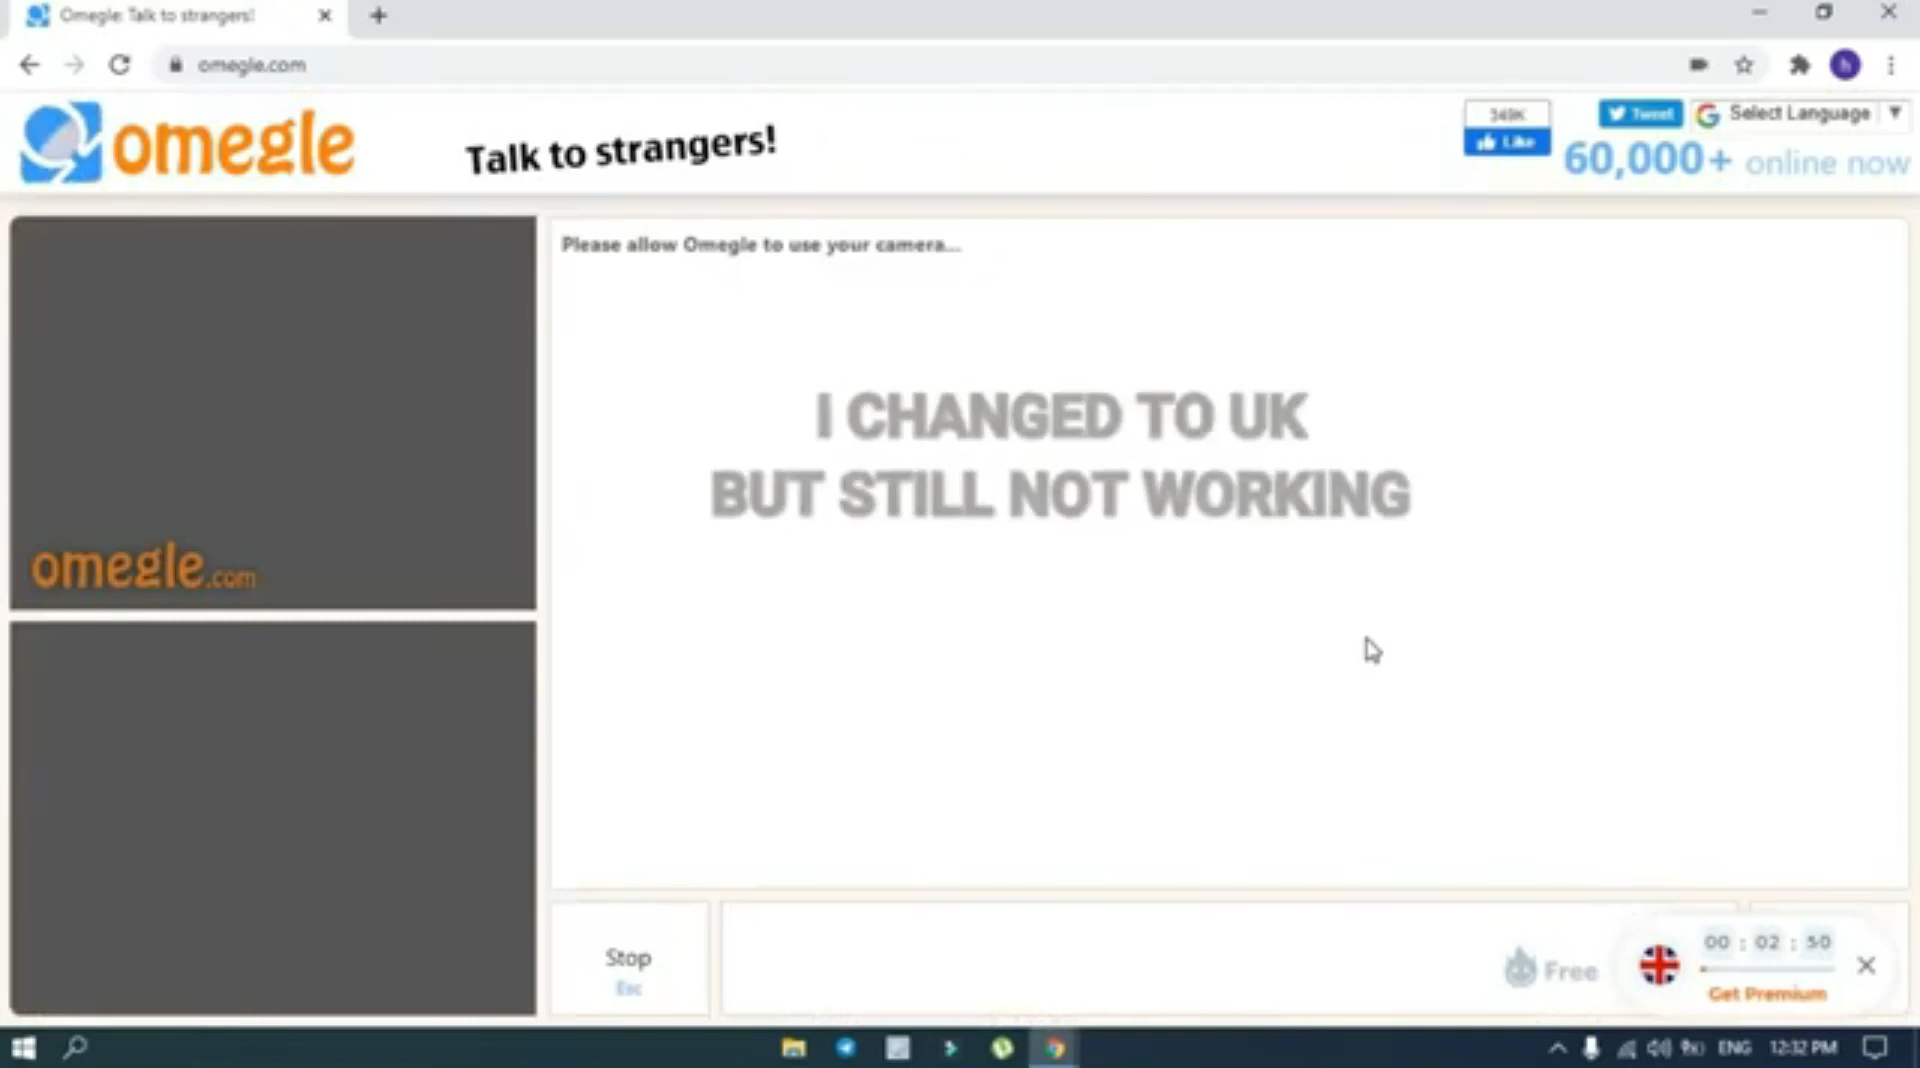 Omegle: Talk to strangers!
omegle.com
omegle
Talk to strangers!
349K
Like
Tweet
Select Language
60,000+ online now
Please allow Omegle to use your camera...
I CHANGED TO UK
BUT STILL NOT WORKING
omegle.com
Stop
Esc
Free
00 : 02 : 50
Get Premium
ENG
12:32 PM